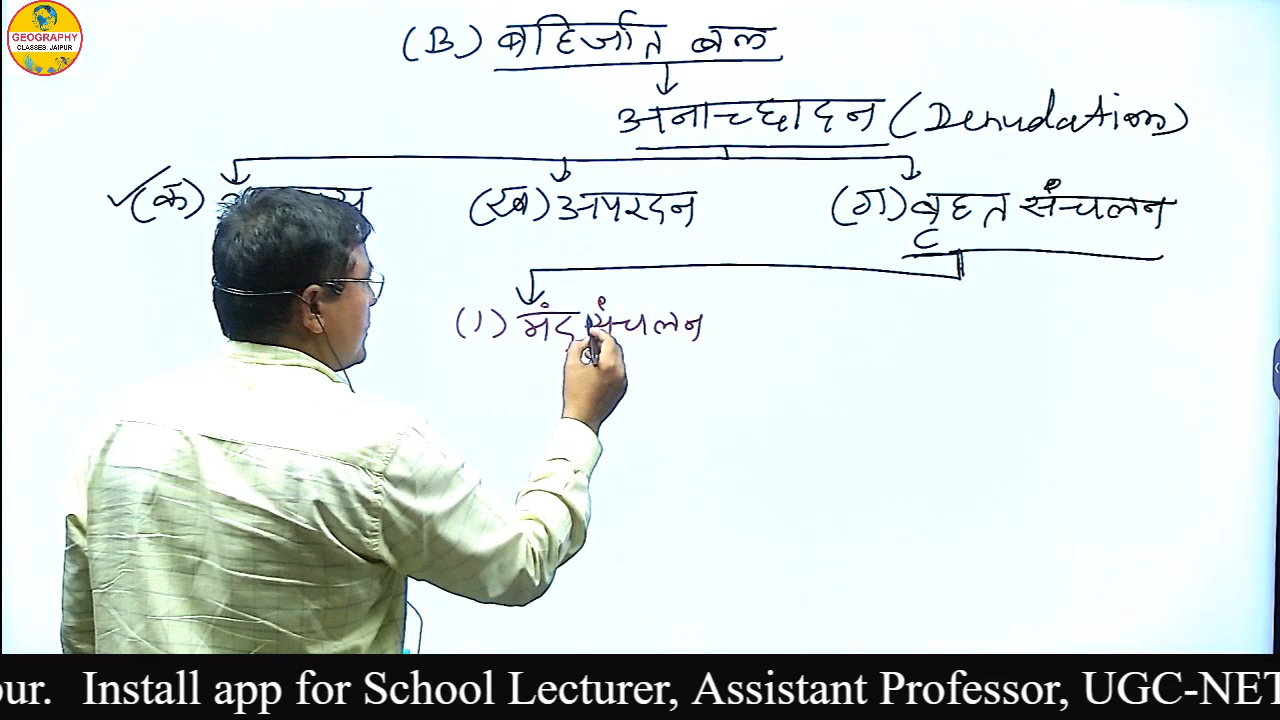 GEOGRAPHY
CLASSES, JAIPUR
(B) बहिर्जात बल
अनाच्छादन (Denudation)
(क)
(ख) अपरदन
(ग) बृहत संचलन
(1) मंद संचलन
Install app for School Lecturer, Assistant Professor, UGC-NET